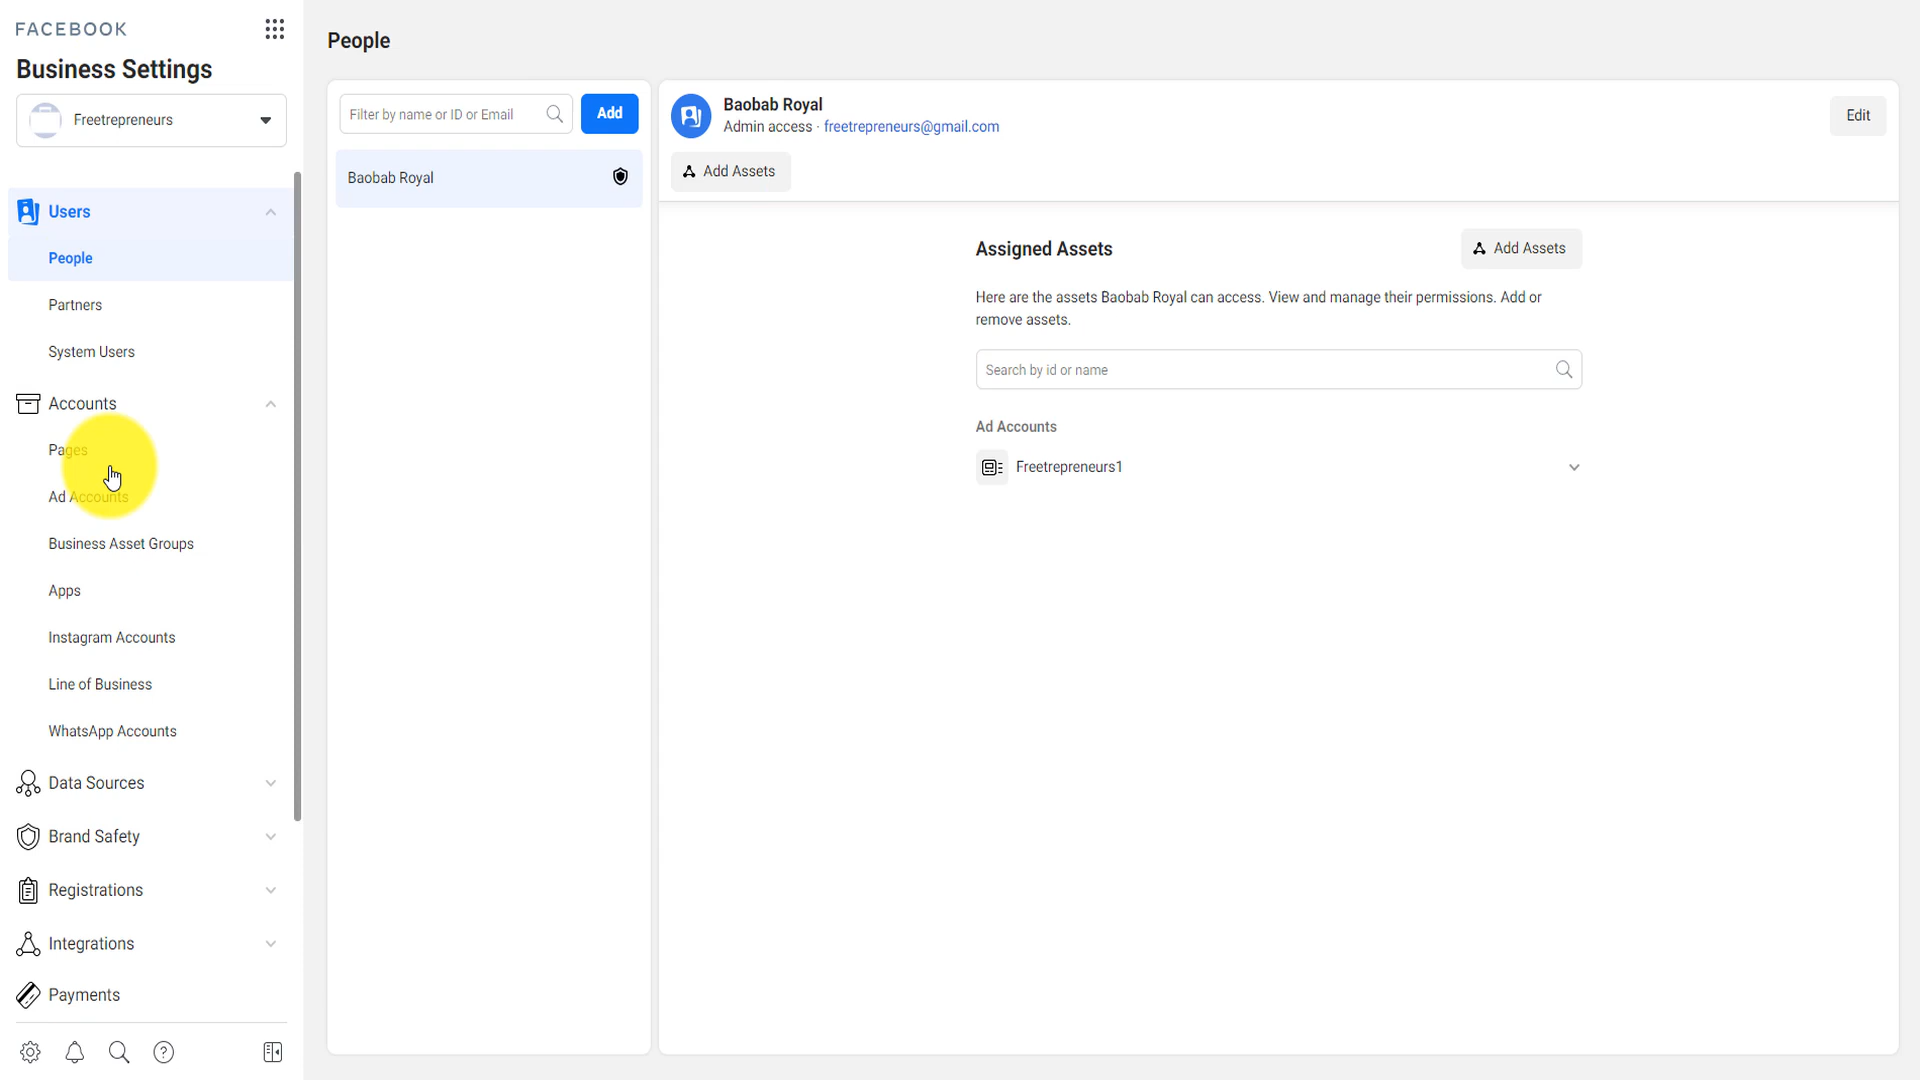 FACEBOOK
Business Settings
Freetrepreneurs
Users
People
Partners
System Users
Accounts
Pages
Ad Accounts
Business Asset Groups
Apps
Instagram Accounts
Line of Business
WhatsApp Accounts
Data Sources
Brand Safety
Registrations
Integrations
Payments
People
Filter by name or ID or Email
Add
Baobab Royal
Baobab Royal
Admin access · freetrepreneurs@gmail.com
Edit
Add Assets
Assigned Assets
Add Assets
Here are the assets Baobab Royal can access. View and manage their permissions. Add or
remove assets.
Search by id or name
Ad Accounts
Freetrepreneurs1